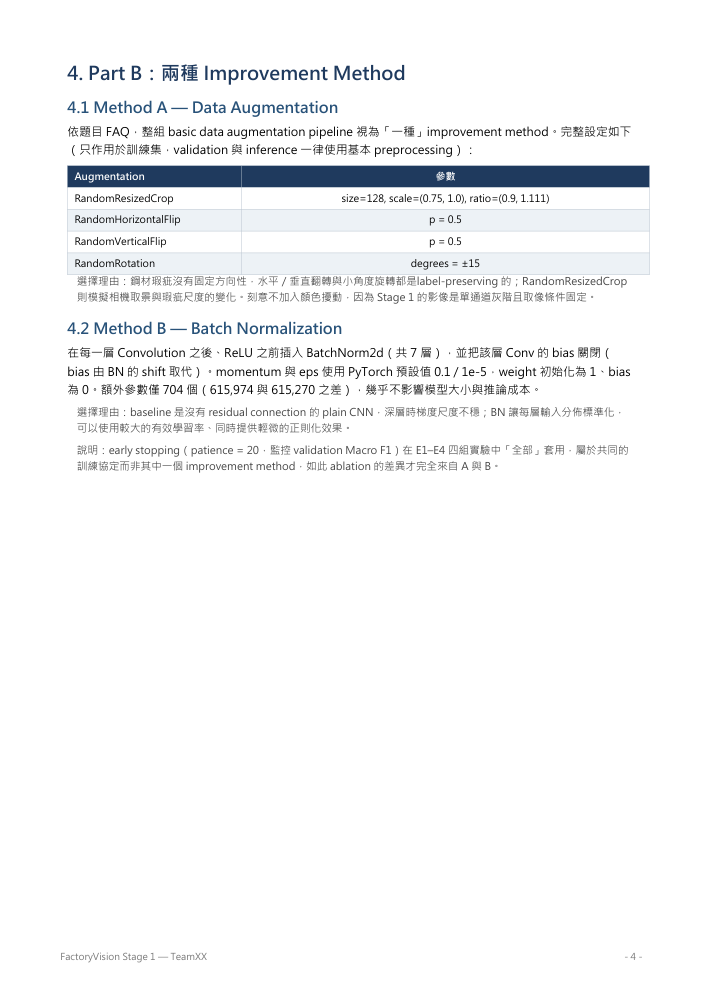 4. Part B：兩種 Improvement Method
4.1 Method A — Data Augmentation
依題目 FAQ，整組 basic data augmentation pipeline 視為「一種」improvement method。完整設定如下
（只作用於訓練集，validation 與 inference 一律使用基本 preprocessing）：
Augmentation 參數
RandomResizedCrop size=128, scale=(0.75, 1.0), ratio=(0.9, 1.111)
RandomHorizontalFlip p = 0.5
RandomVerticalFlip p = 0.5
RandomRotation degrees = ±15
選擇理由：鋼材瑕疵沒有固定方向性，水平 / 垂直翻轉與小角度旋轉都是label-preserving 的；RandomResizedCrop
則模擬相機取景與瑕疵尺度的變化。刻意不加入顏色擾動，因為 Stage 1 的影像是單通道灰階且取像條件固定。
4.2 Method B — Batch Normalization
在每一層 Convolution 之後、ReLU 之前插入 BatchNorm2d（共 7 層），並把該層 Conv 的 bias 關閉（
bias 由 BN 的 shift 取代）。momentum 與 eps 使用 PyTorch 預設值 0.1 / 1e-5，weight 初始化為 1、bias
為 0。額外參數僅 704 個（615,974 與 615,270 之差），幾乎不影響模型大小與推論成本。
選擇理由：baseline 是沒有 residual connection 的 plain CNN，深層時梯度尺度不穩；BN 讓每層輸入分佈標準化，
可以使用較大的有效學習率、同時提供輕微的正則化效果。
說明：early stopping（patience = 20，監控 validation Macro F1）在 E1–E4 四組實驗中「全部」套用，屬於共同的
訓練協定而非其中一個 improvement method，如此 ablation 的差異才完全來自 A 與 B。
FactoryVision Stage 1 — TeamXX
- 4 -